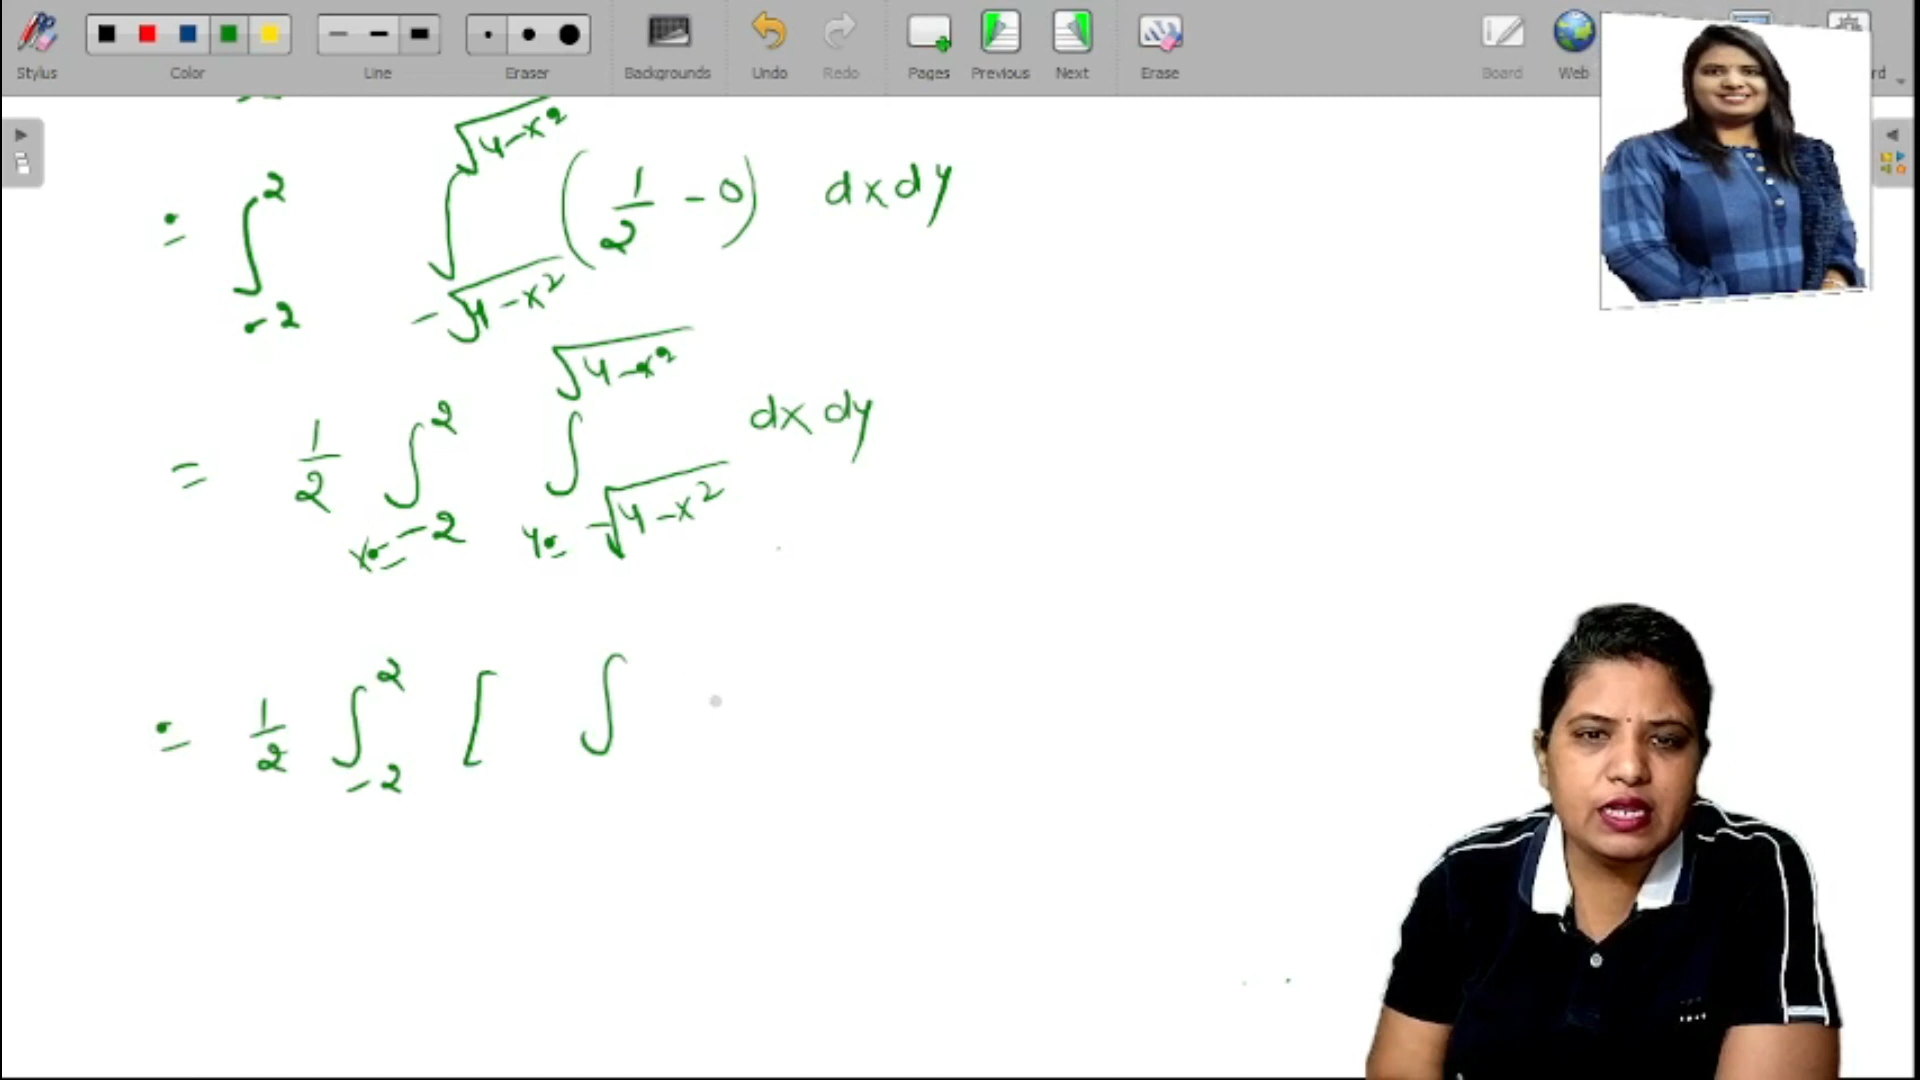 Stylus Color Line Eraser Backgrounds Undo Redo Pages Previous Next Erase Board Web
= ∫_{-2}^{2} ∫_{-√(4-x²)}^{√(4-x²)} (1/2 - 0) dx dy
= 1/2 ∫_{x=-2}^{2} ∫_{y=-√(4-x²)}^{√(4-x²)} dx dy
= 1/2 ∫_{-2}^{2} [ ∫